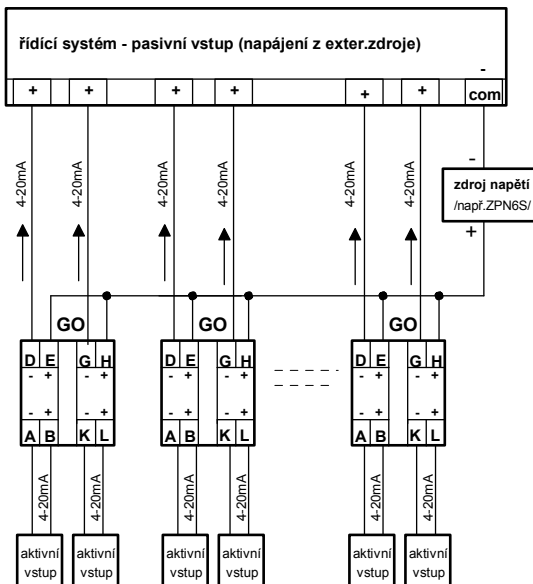 řídící systém - pasivní vstup (napájení z exter.zdroje)
-
+ + + + + + com
4-20mA 4-20mA 4-20mA 4-20mA 4-20mA 4-20mA
-
zdroj napětí
/např.ZPN6S/
+
GO GO GO
D E G H D E G H D E G H
- + - + - + - + - + - +
- + - + - + - + - + - +
A B K L A B K L A B K L
4-20mA 4-20mA 4-20mA 4-20mA 4-20mA 4-20mA
aktivní aktivní aktivní aktivní aktivní aktivní
vstup vstup vstup vstup vstup vstup